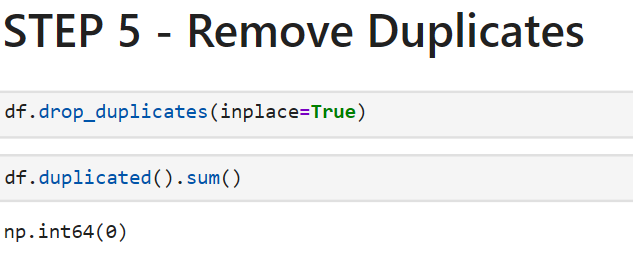 STEP 5 - Remove Duplicates
df.drop_duplicates(inplace=True)
df.duplicated().sum()
np.int64(0)